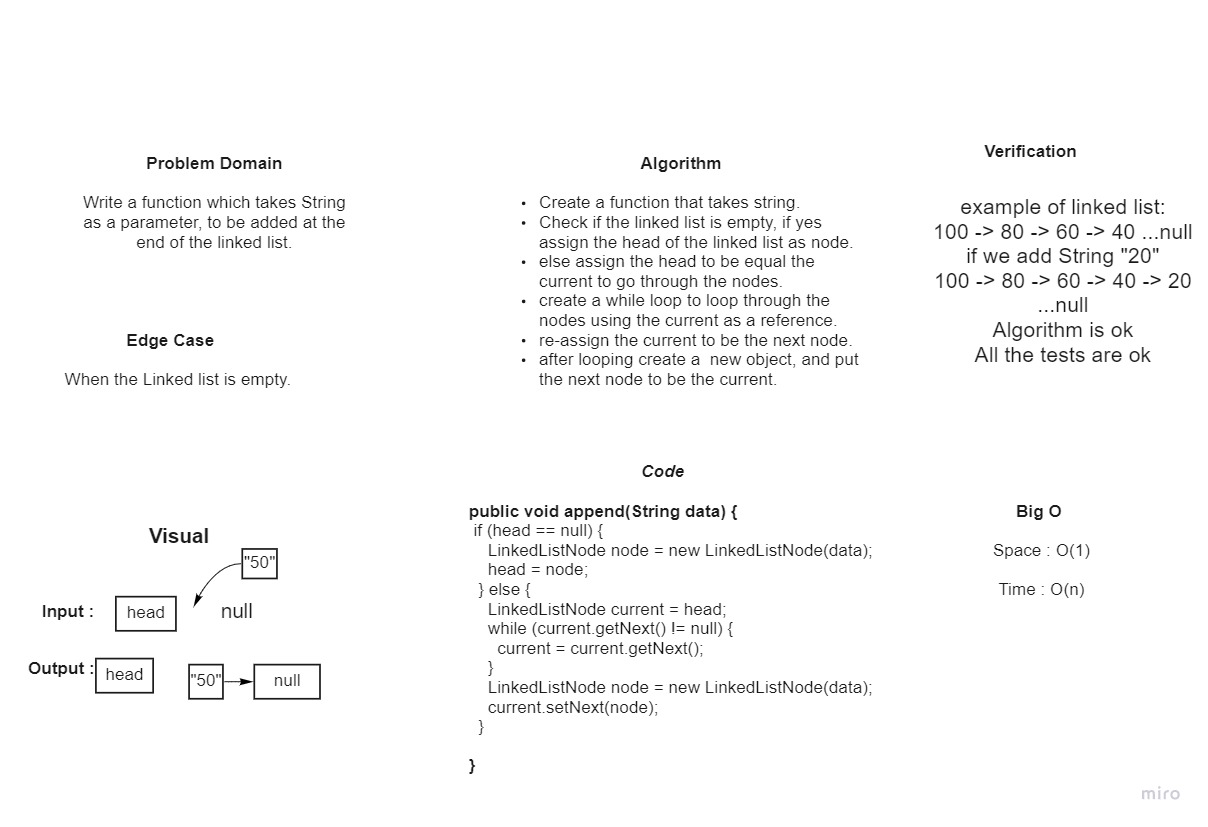 Problem Domain
Write a function which takes String
as a parameter, to be added at the
end of the linked list.
Edge Case
When the Linked list is empty.
Algorithm
• Create a function that takes string.
• Check if the linked list is empty, if yes
assign the head of the linked list as node.
• else assign the head to be equal the
current to go through the nodes.
• create a while loop to loop through the
nodes using the current as a reference.
• re-assign the current to be the next node.
• after looping create a  new object, and put
the next node to be the current.
Verification
example of linked list:
100 -> 80 -> 60 -> 40 ...null
if we add String "20"
100 -> 80 -> 60 -> 40 -> 20
...null
Algorithm is ok
All the tests are ok
Visual
"50"
Input :
head
null
Output :
head
"50"
null
Code
public void append(String data) {
if (head == null) {
LinkedListNode node = new LinkedListNode(data);
head = node;
} else {
LinkedListNode current = head;
while (current.getNext() != null) {
current = current.getNext();
}
LinkedListNode node = new LinkedListNode(data);
current.setNext(node);
}
}
Big O
Space : O(1)
Time : O(n)
miro